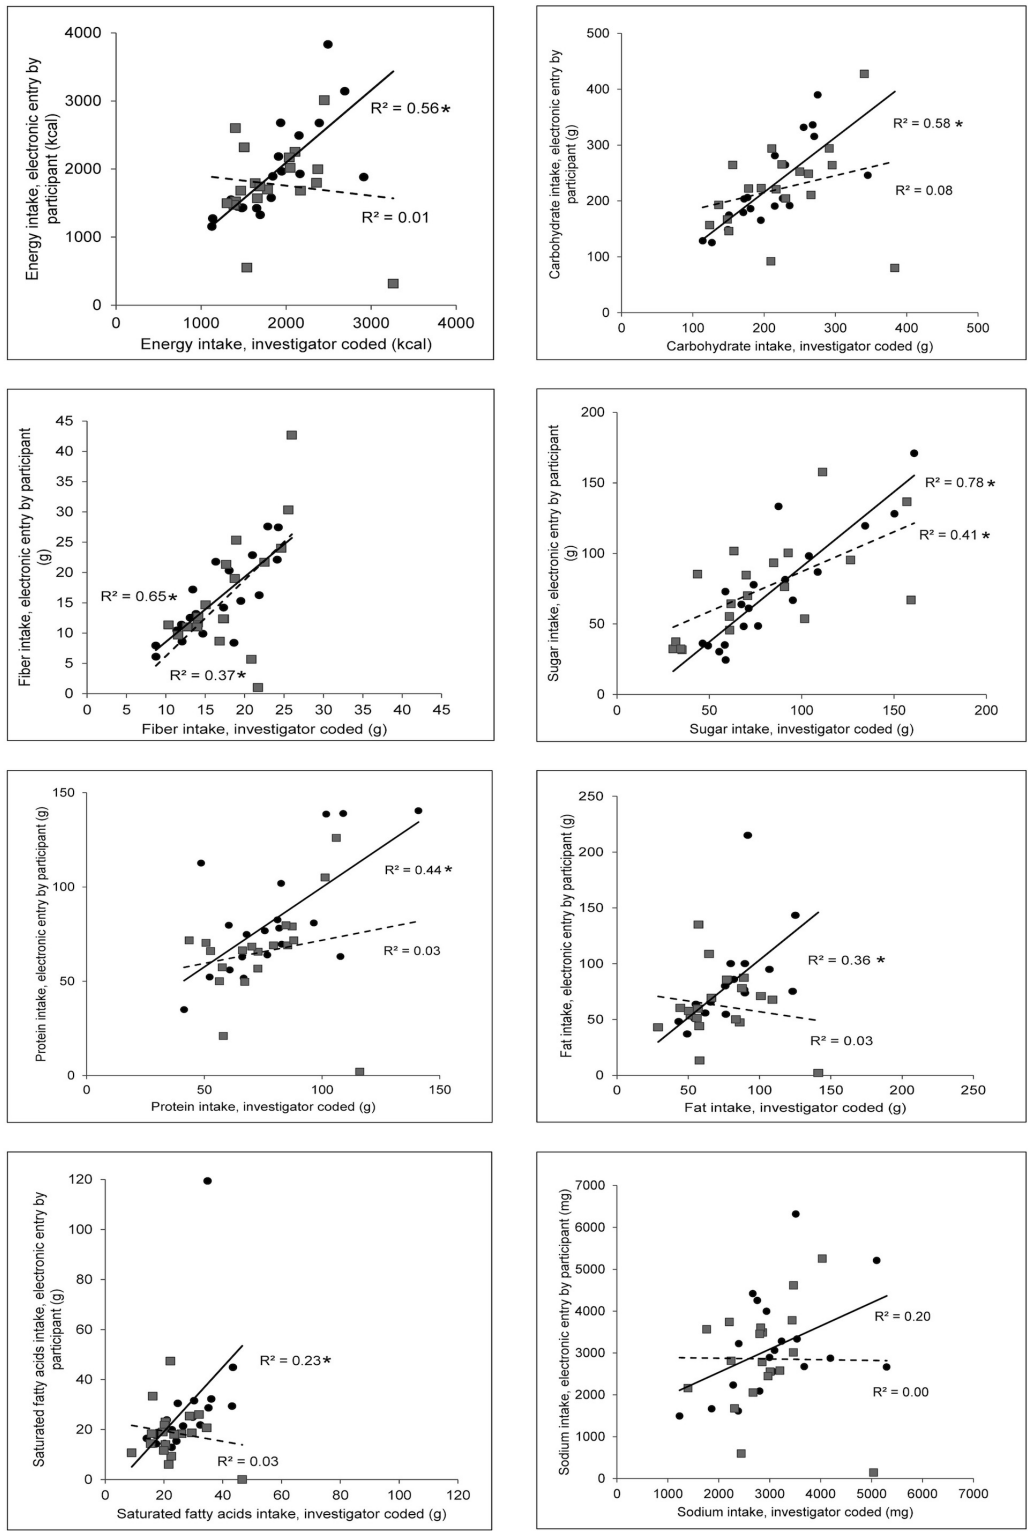 Energy intake, electronic entry by
participant (kcal)
4000
3000
2000
1000
0
R² = 0.56*
R² = 0.01
0 1000 2000 3000 4000
Energy intake, investigator coded (kcal)
Carbohydrate intake, electronic entry by
participant (g)
500
400
300
200
100
0
R² = 0.58 *
R² = 0.08
0 100 200 300 400 500
Carbohydrate intake, investigator coded (g)
Fiber intake, electronic entry by participant
(g)
45
40
35
30
25
20
15
10
5
0
R² = 0.65*
R² = 0.37*
0 5 10 15 20 25 30 35 40 45
Fiber intake, investigator coded (g)
Sugar intake, electronic entry by participant
(g)
200
150
100
50
0
R² = 0.78 *
R² = 0.41 *
0 50 100 150 200
Sugar intake, investigator coded (g)
Protein intake, electronic entry by participant (g)
150
100
50
0
R² = 0.44 *
R² = 0.03
0 50 100 150
Protein intake, investigator coded (g)
Fat intake, electronic entry by participant (g)
250
200
150
100
50
0
R² = 0.36 *
R² = 0.03
0 50 100 150 200 250
Fat intake, investigator coded (g)
Saturated fatty acids intake, electronic entry by
participant (g)
120
100
80
60
40
20
0
R² = 0.23*
R² = 0.03
0 20 40 60 80 100 120
Saturated fatty acids intake, investigator coded (g)
Sodium intake, electronic entry by participant (mg)
7000
6000
5000
4000
3000
2000
1000
0
R² = 0.20
R² = 0.00
0 1000 2000 3000 4000 5000 6000 7000
Sodium intake, investigator coded (mg)